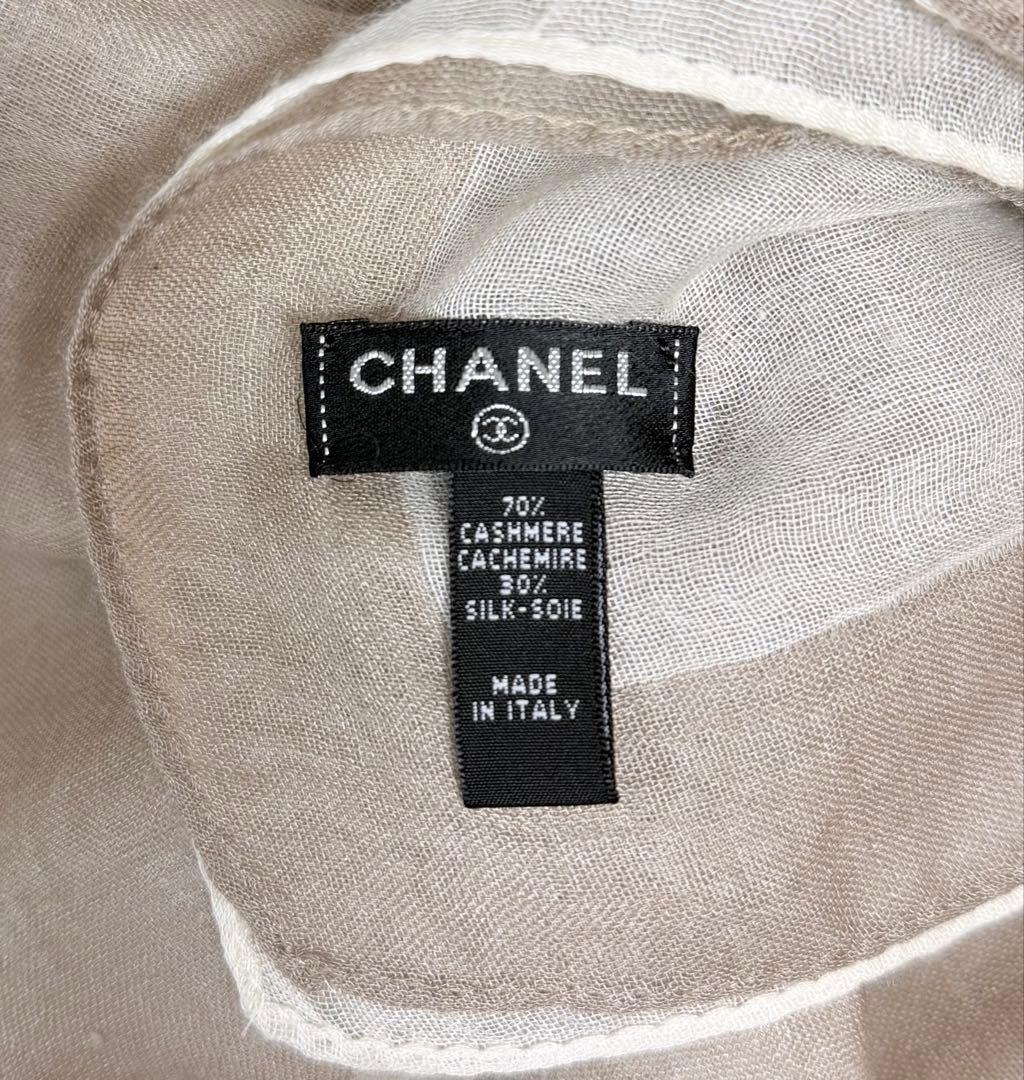 CHANEL
70%
CASHMERE
CACHEMIRE
30%
SILK-SOIE
MADE
IN ITALY